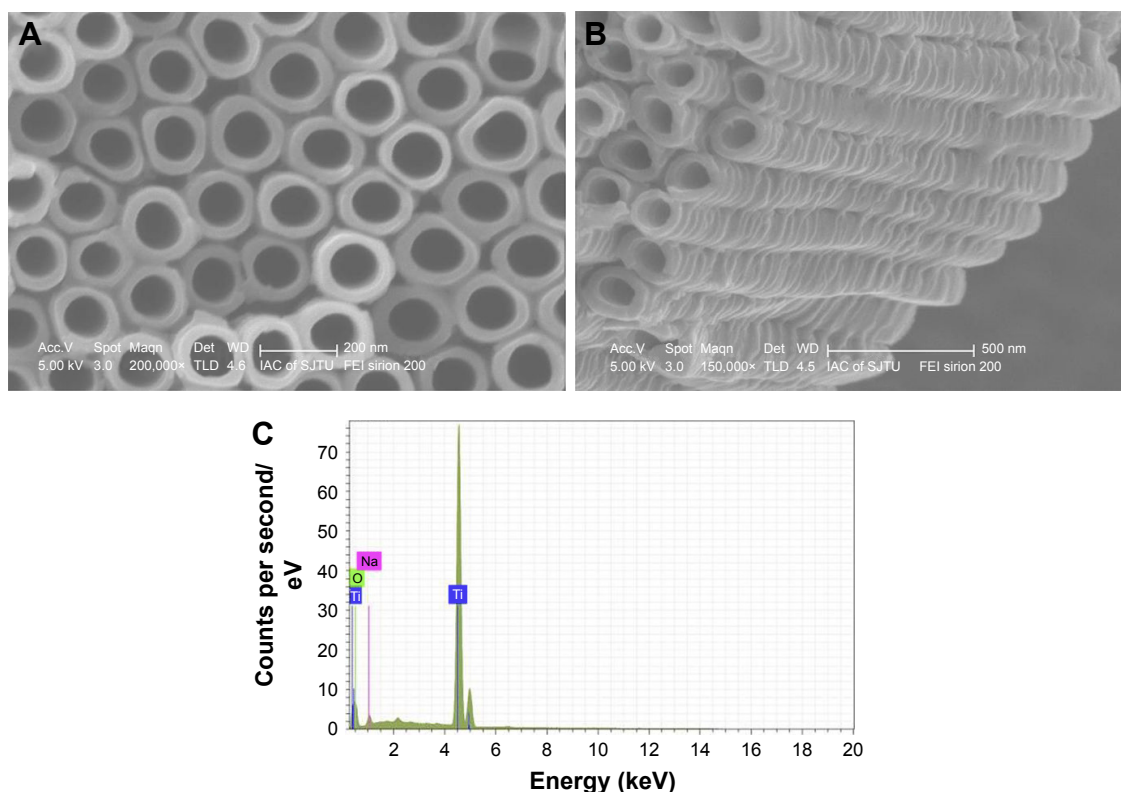 A
Acc.V Spot Maqn Det WD 200 nm
5.00 kV 3.0 200,000× TLD 4.6 IAC of SJTU FEI sirion 200
B
Acc.V Spot Maqn Det WD 500 nm
5.00 kV 3.0 150,000× TLD 4.5 IAC of SJTU FEI sirion 200
C
Counts per second/
eV
70
60
50
40
30
20
10
0
Na
O
Ti
Ti
2 4 6 8 10 12 14 16 18 20
Energy (keV)